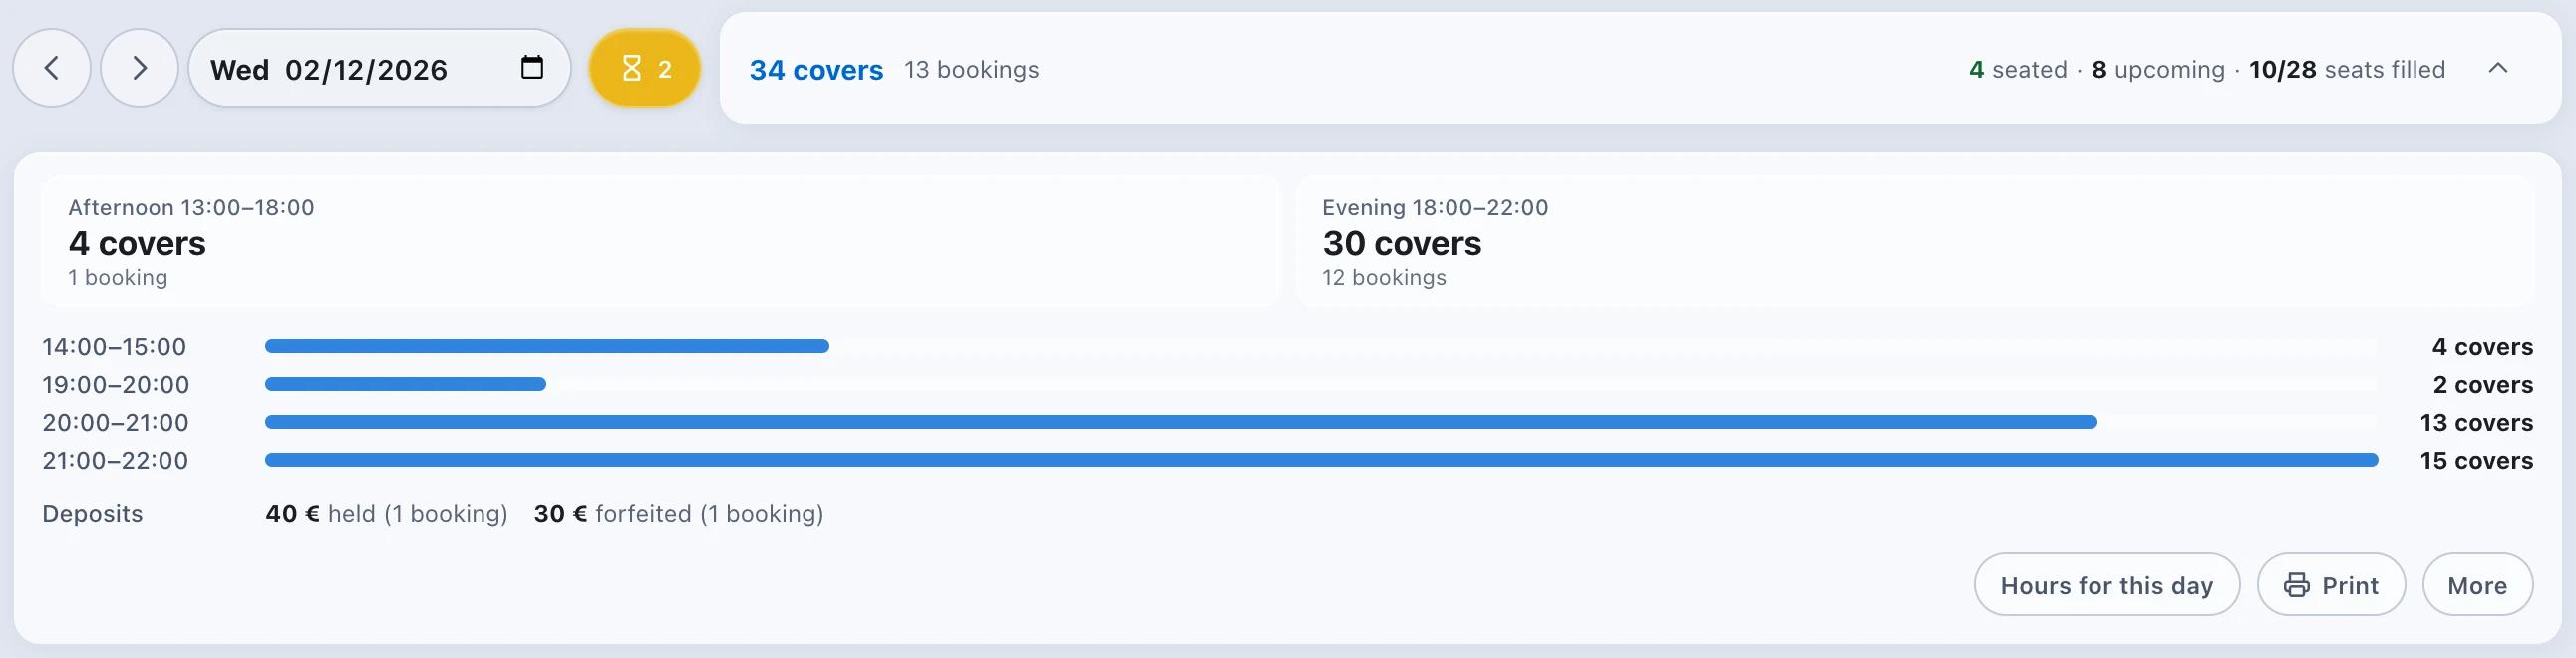 Wed 02/12/2026
2
34 covers 13 bookings
4 seated · 8 upcoming · 10/28 seats filled
Afternoon 13:00–18:00
4 covers
1 booking
Evening 18:00–22:00
30 covers
12 bookings
14:00–15:00 4 covers
19:00–20:00 2 covers
20:00–21:00 13 covers
21:00–22:00 15 covers
Deposits 40 € held (1 booking) 30 € forfeited (1 booking)
Hours for this day Print More